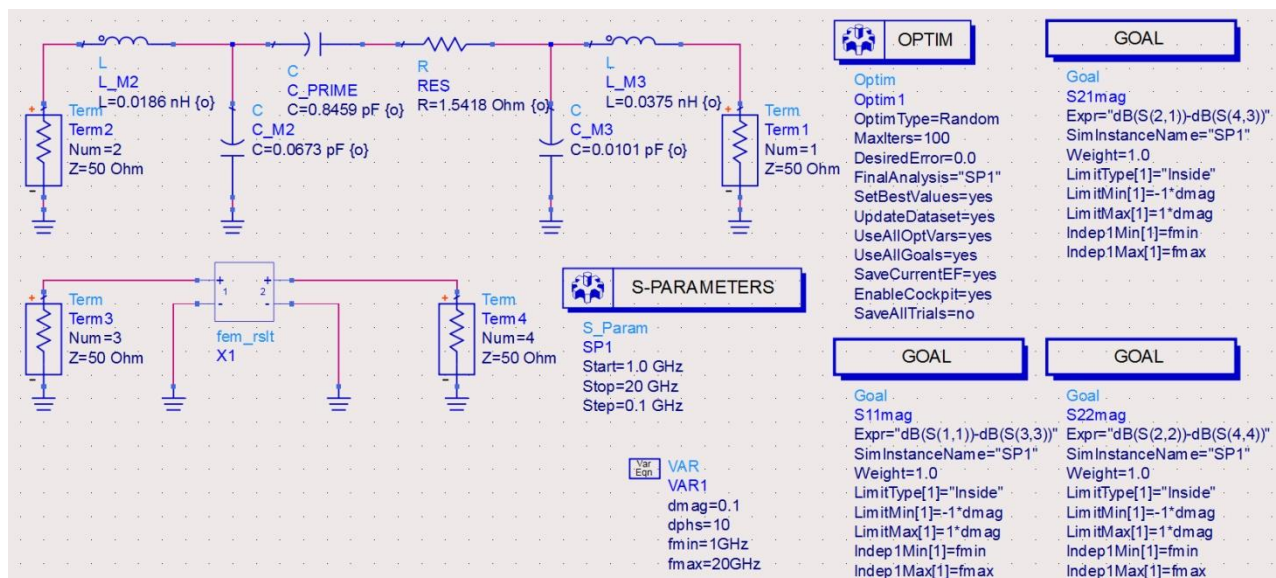 L
L_M2
L=0.0186 nH {o}
C
C_PRIME
C=0.8459 pF {o}
R
RES
R=1.5418 Ohm {o}
L
L_M3
L=0.0375 nH {o}
+
Term
Term2
Num=2
Z=50 Ohm
-
C
C_M2
C=0.0673 pF {o}
C
C_M3
C=0.0101 pF {o}
+
Term
Term1
Num=1
Z=50 Ohm
-
+
Term
Term3
Num=3
Z=50 Ohm
-
+ +
1 2
- -
fem_rslt
X1
+
Term
Term4
Num=4
Z=50 Ohm
-
S-PARAMETERS
S_Param
SP1
Start=1.0 GHz
Stop=20 GHz
Step=0.1 GHz
Var
Eqn
VAR
VAR1
dmag=0.1
dphs=10
fmin=1GHz
fmax=20GHz
OPTIM
Optim
Optim1
OptimType=Random
MaxIters=100
DesiredError=0.0
FinalAnalysis="SP1"
SetBestValues=yes
UpdateDataset=yes
UseAllOptVars=yes
UseAllGoals=yes
SaveCurrentEF=yes
EnableCockpit=yes
SaveAllTrials=no
GOAL
Goal
S21mag
Expr="dB(S(2,1))-dB(S(4,3))"
SimInstanceName="SP1"
Weight=1.0
LimitType[1]="Inside"
LimitMin[1]=-1*dmag
LimitMax[1]=1*dmag
Indep1Min[1]=fmin
Indep1Max[1]=fmax
GOAL
Goal
S11mag
Expr="dB(S(1,1))-dB(S(3,3))"
SimInstanceName="SP1"
Weight=1.0
LimitType[1]="Inside"
LimitMin[1]=-1*dmag
LimitMax[1]=1*dmag
Indep1Min[1]=fmin
Indep1Max[1]=fmax
GOAL
Goal
S22mag
Expr="dB(S(2,2))-dB(S(4,4))"
SimInstanceName="SP1"
Weight=1.0
LimitType[1]="Inside"
LimitMin[1]=-1*dmag
LimitMax[1]=1*dmag
Indep1Min[1]=fmin
Indep1Max[1]=fmax